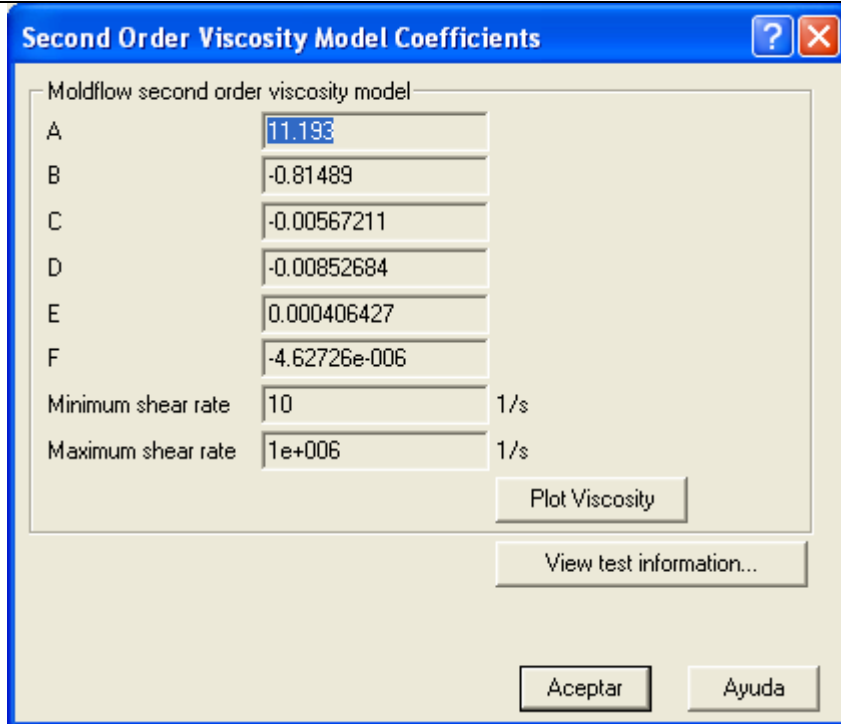 Second Order Viscosity Model Coefficients ?
Moldflow second order viscosity model
A 11.193
B -0.81489
C -0.00567211
D -0.00852684
E 0.000406427
F -4.62726e-006
Minimum shear rate 10 1/s
Maximum shear rate 1e+006 1/s
Plot Viscosity
View test information...
Aceptar Ayuda